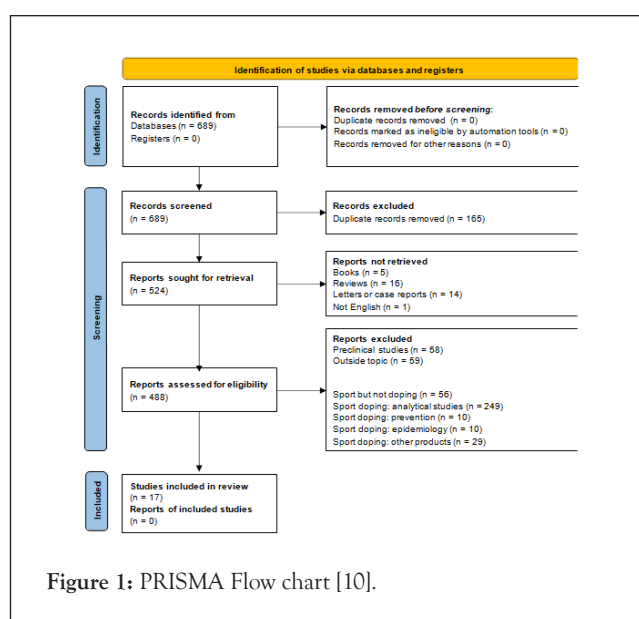 Identification of studies via databases and registers
Identification
Records identified from
Databases (n = 689)
Registers (n = 0)
Records removed before screening:
Duplicate records removed (n = 0)
Records marked as ineligible by automation tools (n = 0)
Records removed for other reasons (n = 0)
Screening
Records screened
(n = 689)
Records excluded
Duplicate records removed (n = 165)
Reports sought for retrieval
(n = 524)
Reports not retrieved
Books (n = 5)
Reviews (n = 16)
Letters or case reports (n = 14)
Not English (n = 1)
Reports assessed for eligibility
(n = 488)
Reports excluded
Preclinical studies (n = 58)
Outside topic (n = 59)
Sport but not doping (n = 56)
Sport doping: analytical studies (n = 249)
Sport doping: prevention (n = 10)
Sport doping: epidemiology (n = 10)
Sport doping: other products (n = 29)
Included
Studies included in review
(n = 17)
Reports of included studies
(n = 0)
Figure 1: PRISMA Flow chart [10].